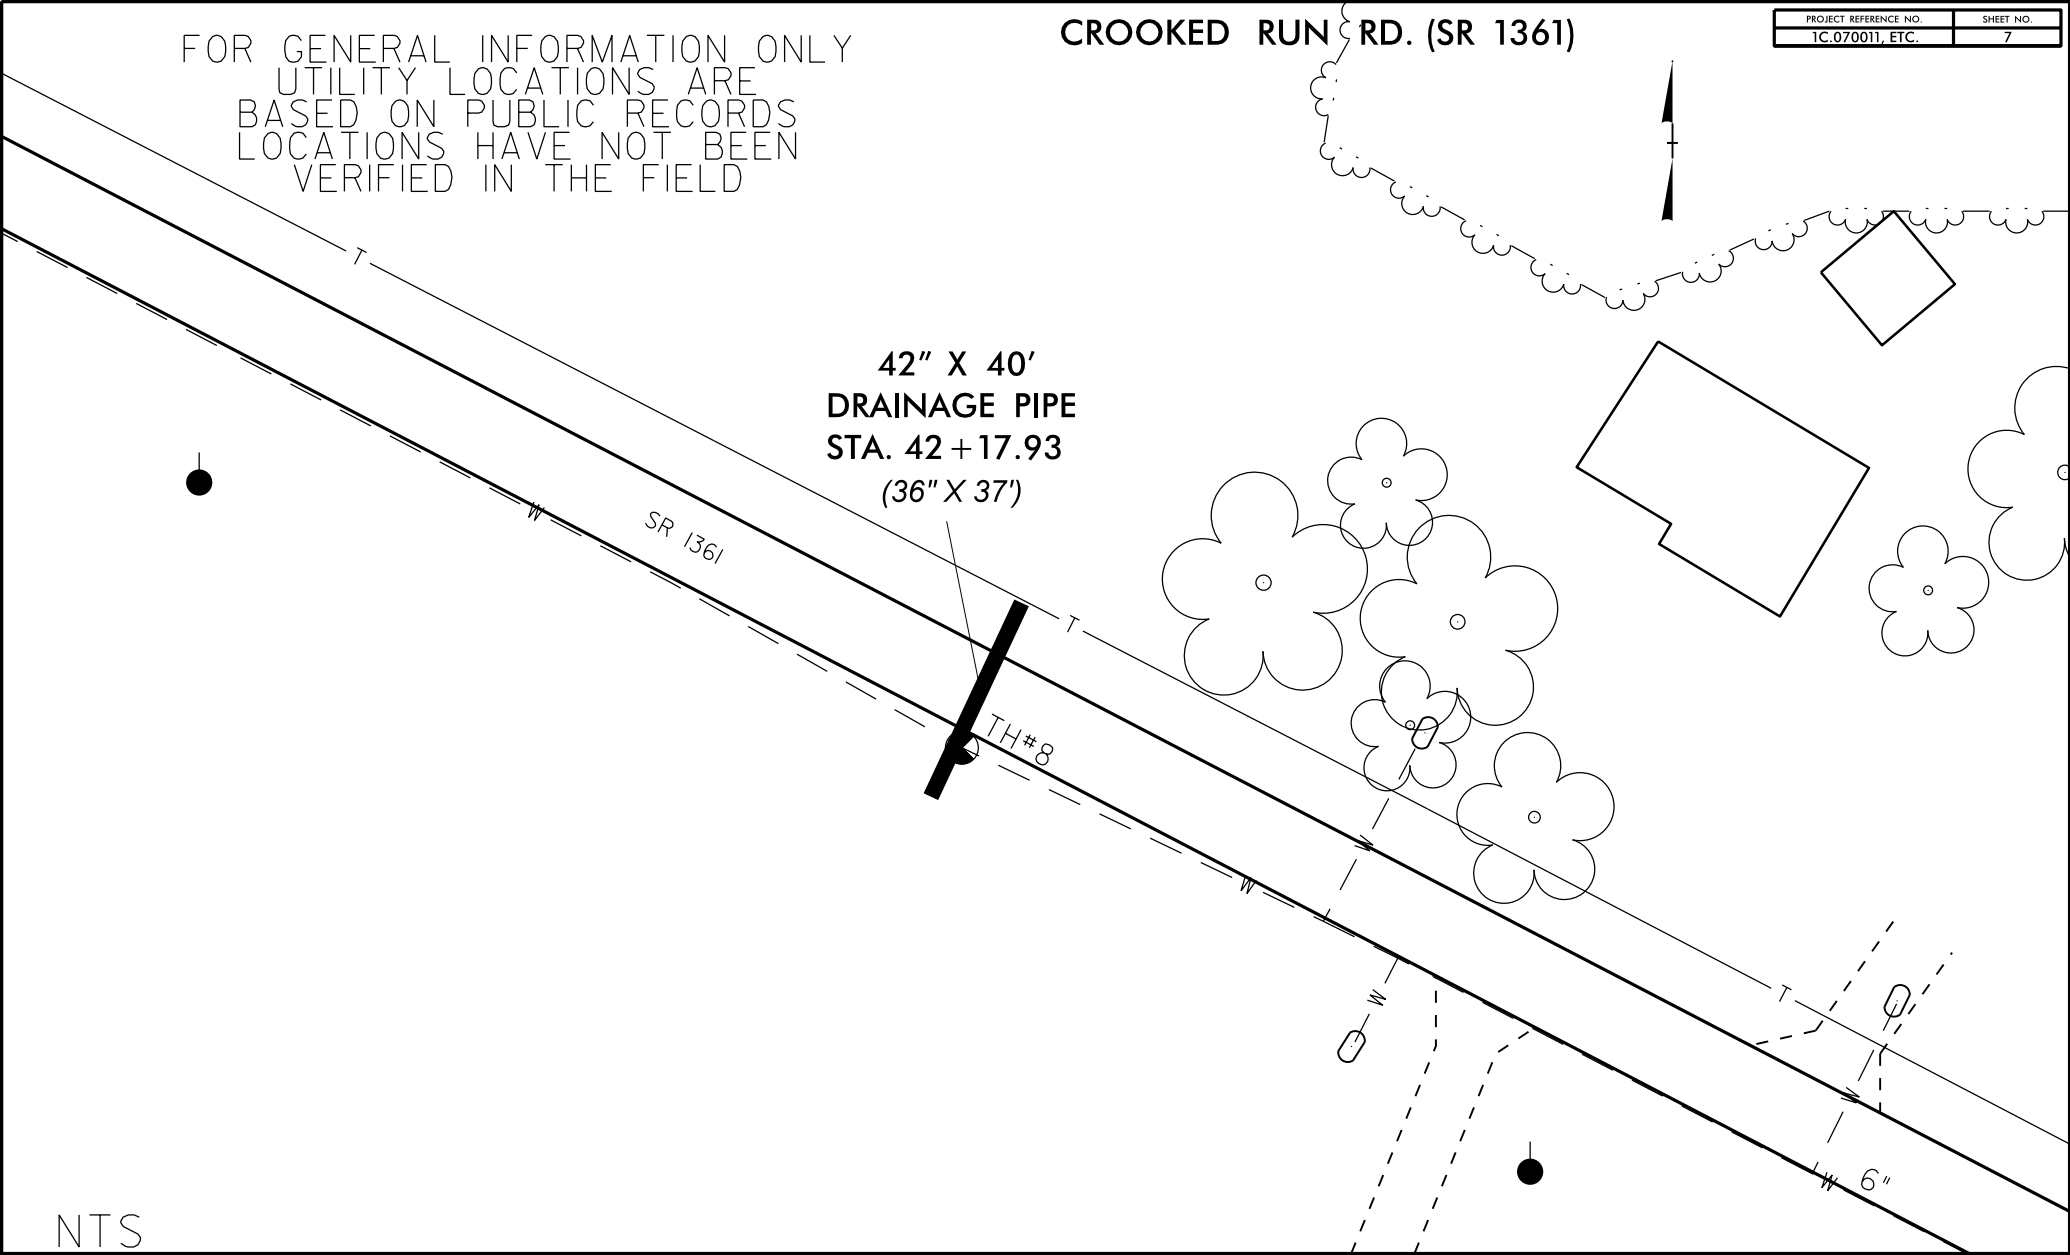 CROOKED RUN RD. (SR 1361)
PROJECT REFERENCE NO.
SHEET NO.
1C.070011, ETC.
7
FOR GENERAL INFORMATION ONLY
UTILITY LOCATIONS ARE
BASED ON PUBLIC RECORDS
LOCATIONS HAVE NOT BEEN
VERIFIED IN THE FIELD
T
42" X 40'
DRAINAGE PIPE
STA. 42+17.93
(36" X 37')
W
SR 1361
T
TH#8
W
W
W
T
W
W
6"
NTS